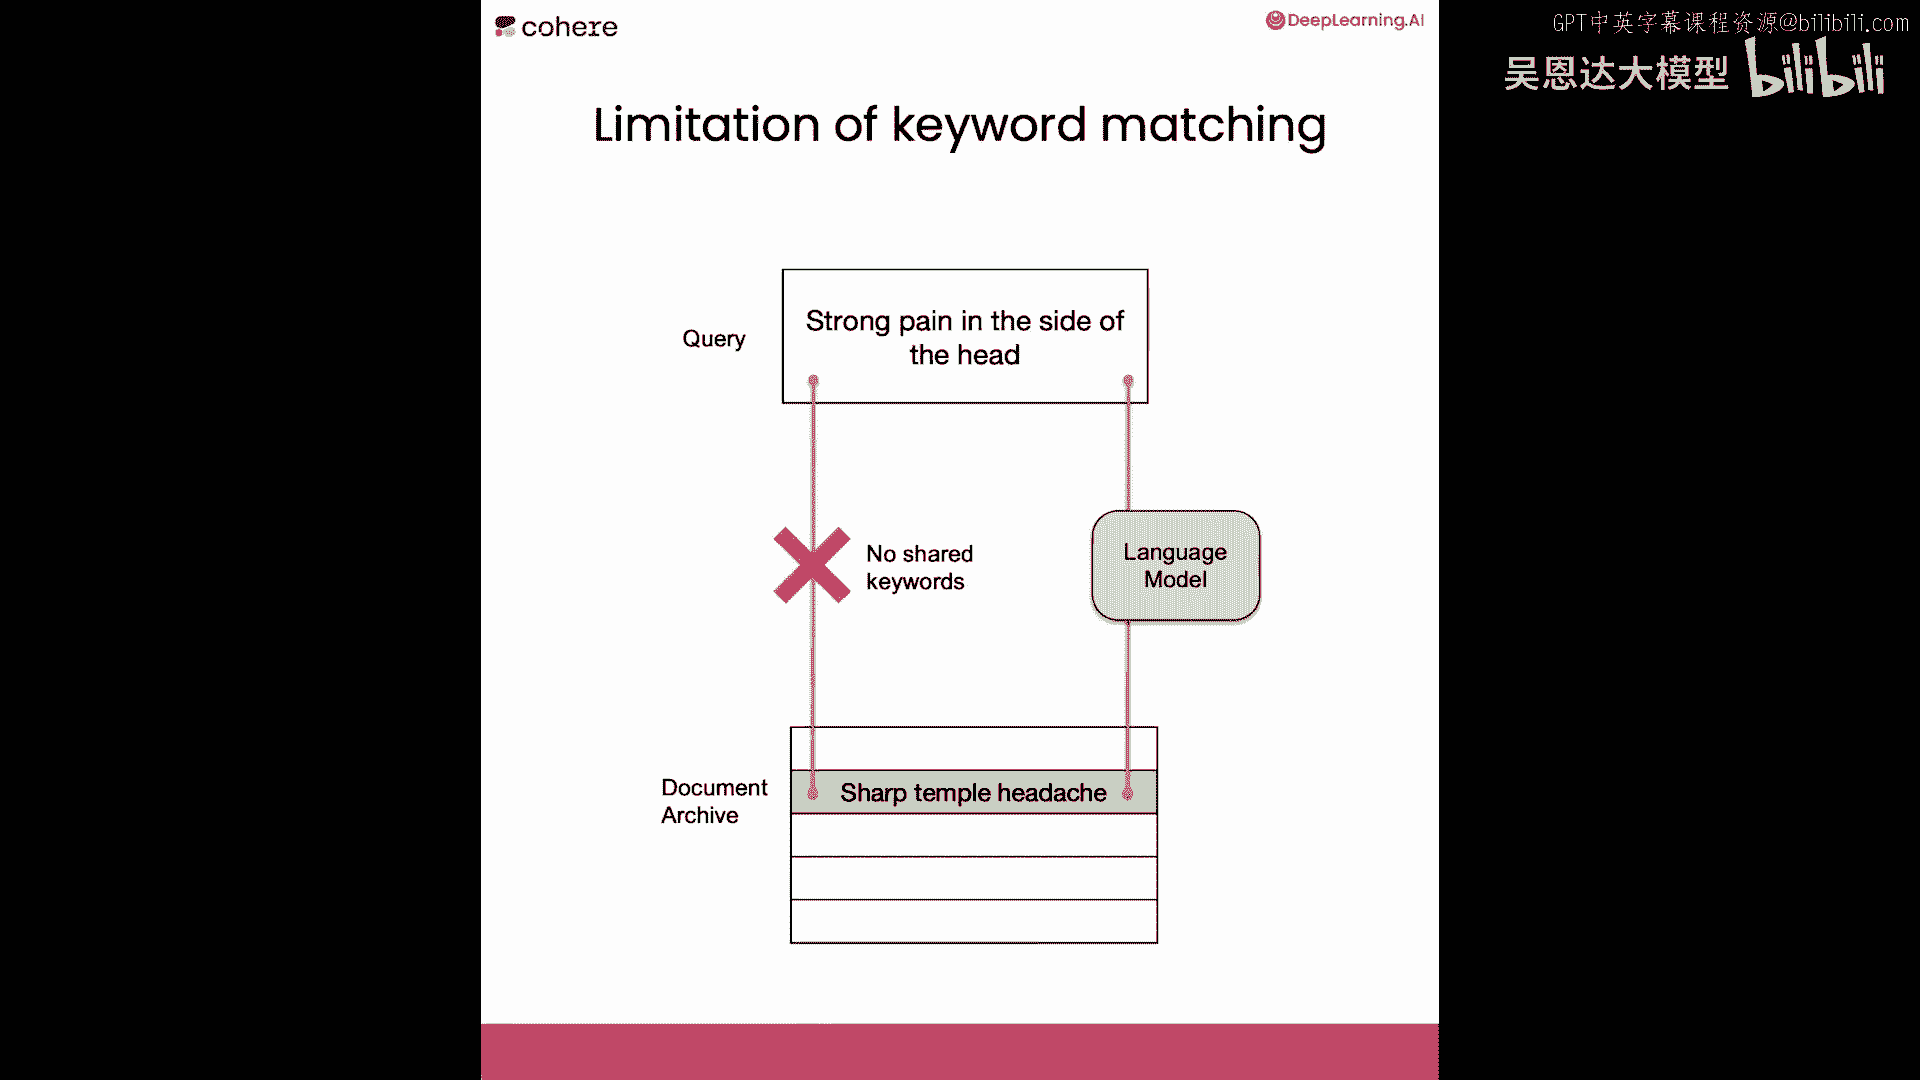 cohere
DeepLearning.AI
GPT中英字幕课程资源@bilibili.com
吴恩达大模型 bilibili
Limitation of keyword matching
Query
Strong pain in the side of
the head
No shared
keywords
Language
Model
Document
Archive
Sharp temple headache